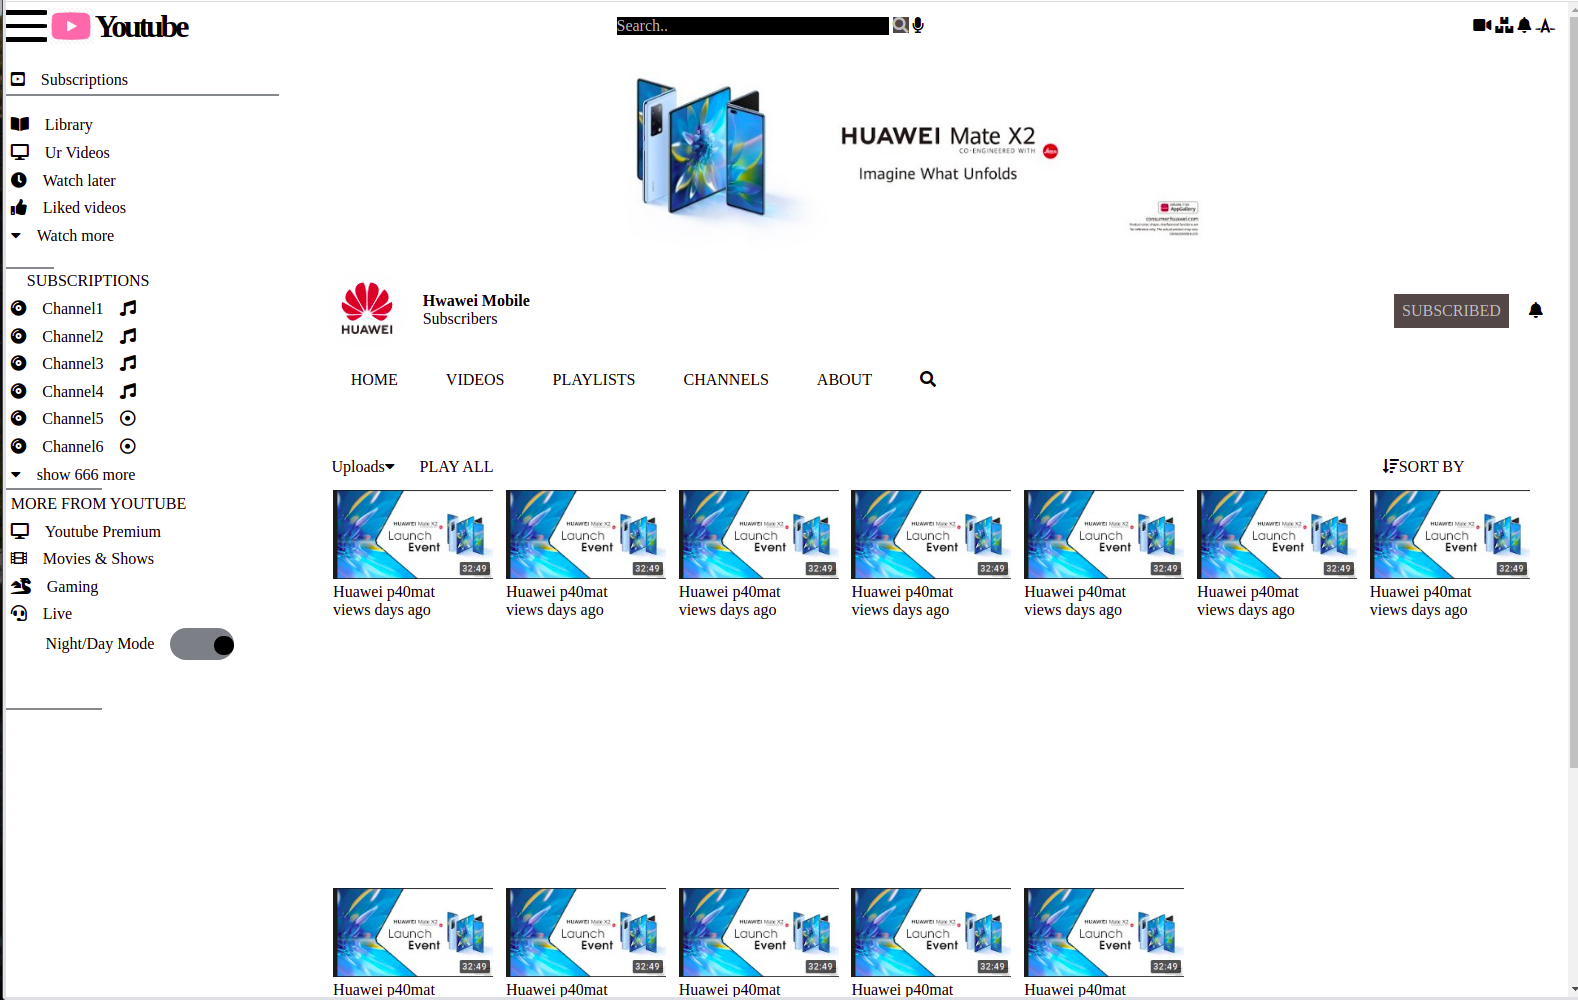 Youtube
Search..
Subscriptions
Library
Ur Videos
Watch later
Liked videos
Watch more
SUBSCRIPTIONS
Channel1
Channel2
Channel3
Channel4
Channel5
Channel6
show 666 more
MORE FROM YOUTUBE
Youtube Premium
Movies & Shows
Gaming
Live
Night/Day Mode
HUAWEI Mate X2
CO-ENGINEERED WITH
Imagine What Unfolds
AppGallery
consumer.huawei.com
HUAWEI
Hwawei Mobile
Subscribers
SUBSCRIBED
HOME VIDEOS PLAYLISTS CHANNELS ABOUT
Uploads PLAY ALL SORT BY
HUAWEI Mate X2
Launch
Event
32:49
Huawei p40mat
views days ago
HUAWEI Mate X2
Launch
Event
32:49
Huawei p40mat
views days ago
HUAWEI Mate X2
Launch
Event
32:49
Huawei p40mat
views days ago
HUAWEI Mate X2
Launch
Event
32:49
Huawei p40mat
views days ago
HUAWEI Mate X2
Launch
Event
32:49
Huawei p40mat
views days ago
HUAWEI Mate X2
Launch
Event
32:49
Huawei p40mat
views days ago
HUAWEI Mate X2
Launch
Event
32:49
Huawei p40mat
views days ago
HUAWEI Mate X2
Launch
Event
32:49
Huawei p40mat
HUAWEI Mate X2
Launch
Event
32:49
Huawei p40mat
HUAWEI Mate X2
Launch
Event
32:49
Huawei p40mat
HUAWEI Mate X2
Launch
Event
32:49
Huawei p40mat
HUAWEI Mate X2
Launch
Event
32:49
Huawei p40mat